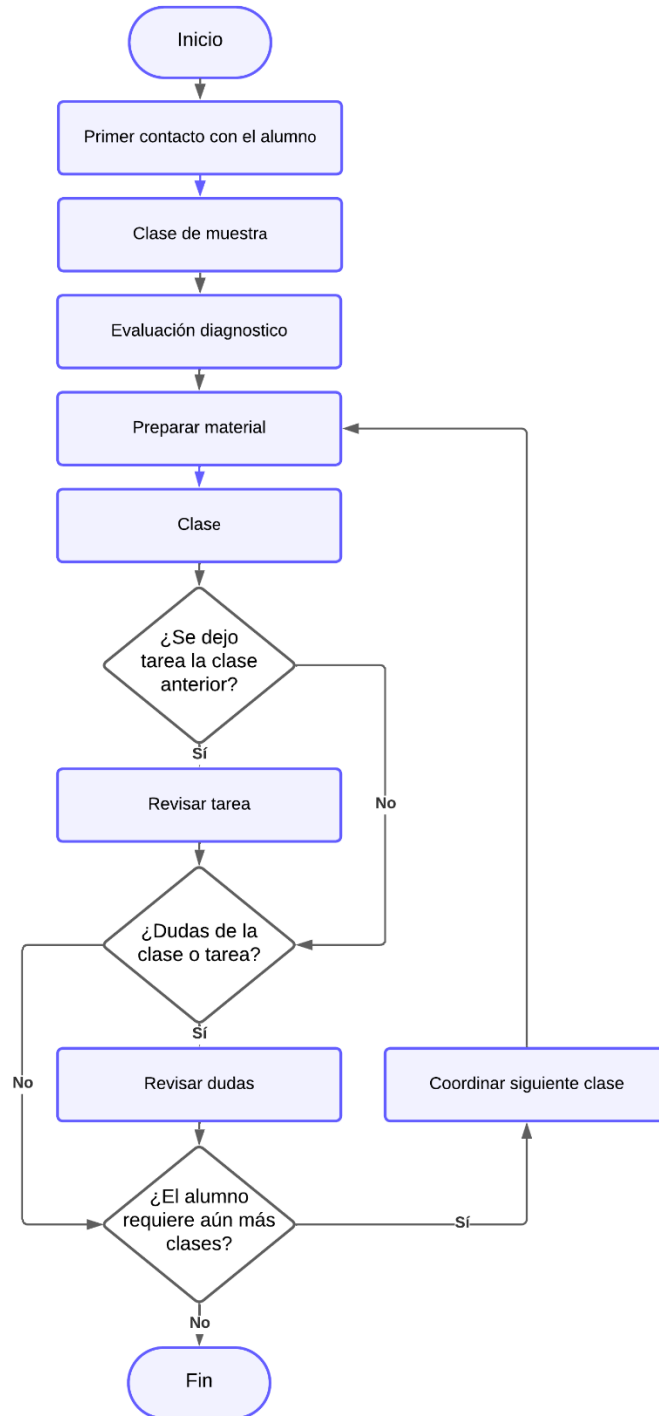 Inicio
Primer contacto con el alumno
Clase de muestra
Evaluación diagnostico
Preparar material
Clase
¿Se dejo
tarea la clase
anterior?
Sí
Revisar tarea
No
¿Dudas de la
clase o tarea?
Sí
No
Revisar dudas
Coordinar siguiente clase
¿El alumno
requiere aún más
clases?
Sí
No
Fin